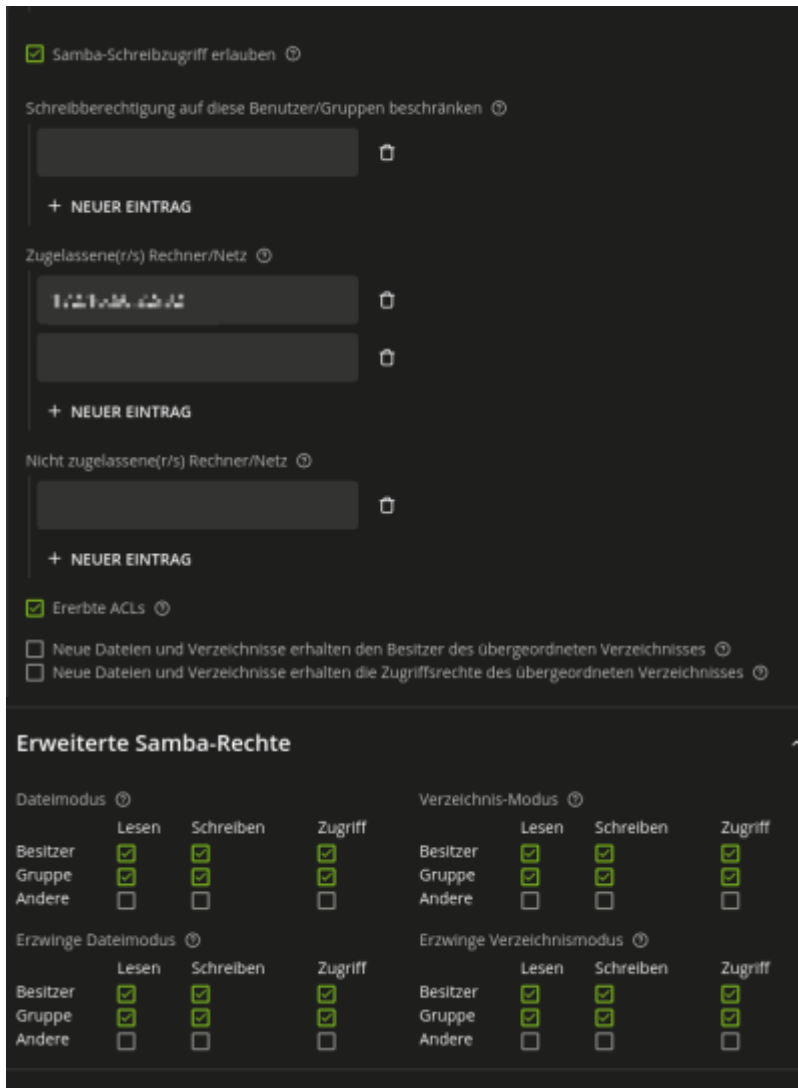 Samba-Schreibzugriff erlauben
Schreibberechtigung auf diese Benutzer/Gruppen beschränken
+ NEUER EINTRAG
Zugelassene(r/s) Rechner/Netz
+ NEUER EINTRAG
Nicht zugelassene(r/s) Rechner/Netz
+ NEUER EINTRAG
Ererbte ACLs
Neue Dateien und Verzeichnisse erhalten den Besitzer des übergeordneten Verzeichnisses
Neue Dateien und Verzeichnisse erhalten die Zugriffsrechte des übergeordneten Verzeichnisses
Erweiterte Samba-Rechte
Dateimodus
Lesen Schreiben Zugriff
Besitzer
Gruppe
Andere
Verzeichnis-Modus
Lesen Schreiben Zugriff
Besitzer
Gruppe
Andere
Erzwinge Dateimodus
Lesen Schreiben Zugriff
Besitzer
Gruppe
Andere
Erzwinge Verzeichnismodus
Lesen Schreiben Zugriff
Besitzer
Gruppe
Andere